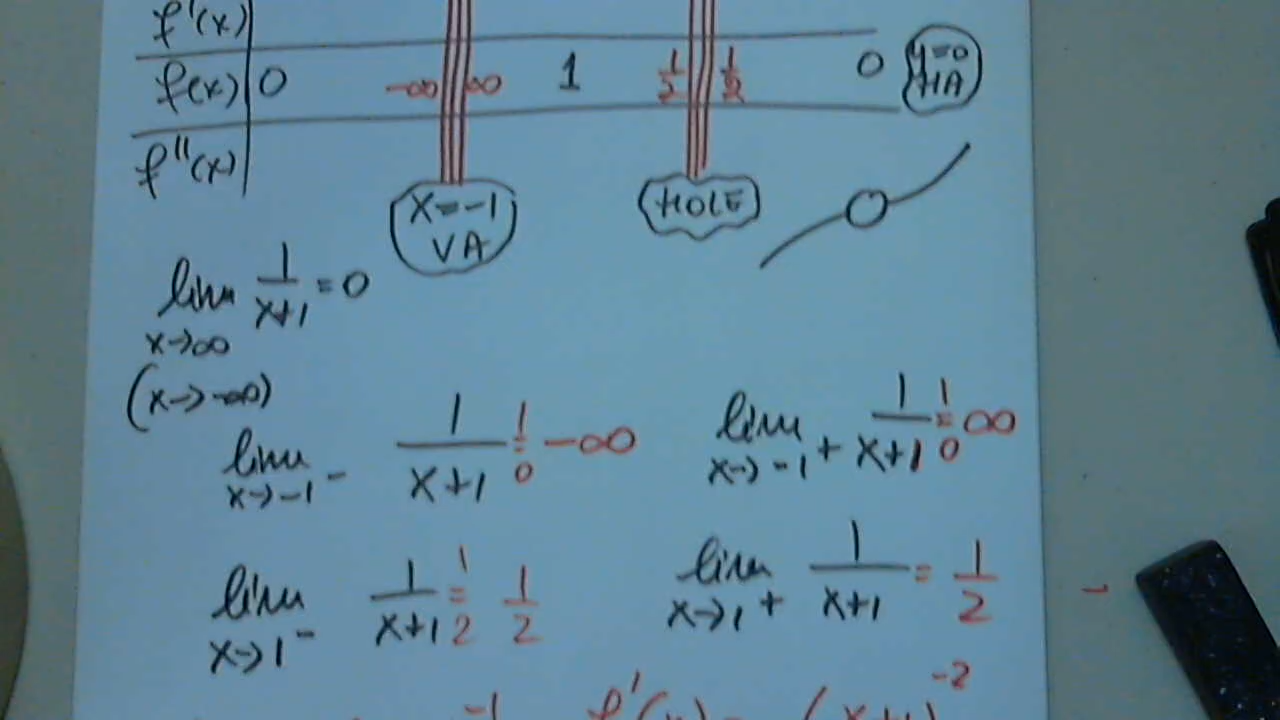 f'(x)
f(x) 0 -∞ ∞ 1 1/2 1/2 0 y=0 HA
f''(x)
x=-1 VA
HOLE
lim x→∞ (x→-∞) 1/(x+1) = 0
lim x→-1⁻ 1/(x+1) = 1/0 -∞
lim x→-1⁺ 1/(x+1) = 1/0 ∞
lim x→1⁻ 1/(x+1) = 1/2 1/2
lim x→1⁺ 1/(x+1) = 1/2